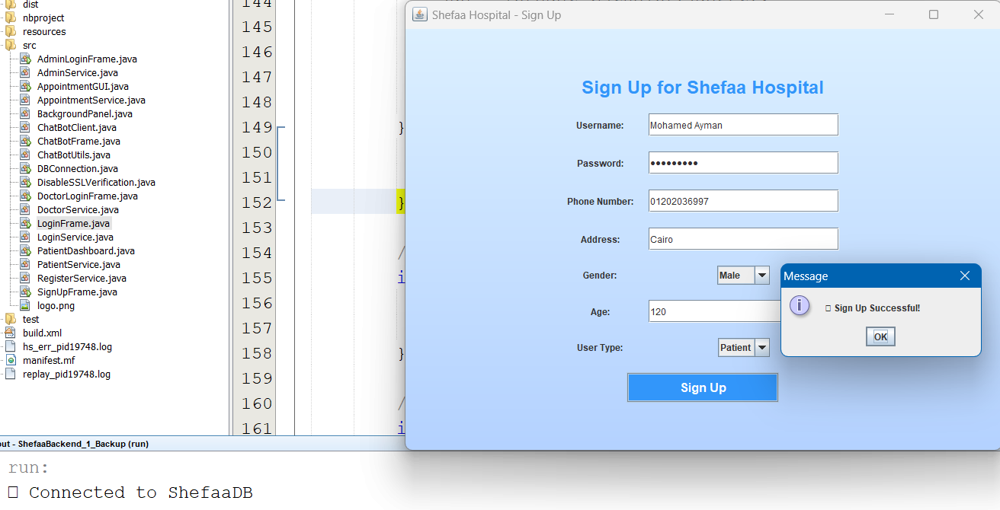 dist
nbproject
resources
src
AdminLoginFrame.java
AdminService.java
AppointmentGUI.java
AppointmentService.java
BackgroundPanel.java
ChatBotClient.java
ChatBotFrame.java
ChatBotUtils.java
DBConnection.java
DisableSSLVerification.java
DoctorLoginFrame.java
DoctorService.java
LoginFrame.java
LoginService.java
PatientDashboard.java
PatientService.java
RegisterService.java
SignUpFrame.java
logo.png
test
build.xml
hs_err_pid19748.log
manifest.mf
replay_pid19748.log
144
145
146
147
148
149 }
150
151
152 }
153
154 /
155 i
156
157
158 }
159
160 /
161 i
Shefaa Hospital - Sign Up
Sign Up for Shefaa Hospital
Username: Mohamed Ayman
Password: •••••••••
Phone Number: 01202036997
Address: Cairo
Gender: Male
Age: 120
User Type: Patient
Sign Up
Message
▯ Sign Up Successful!
OK
out - ShefaaBackend_1_Backup (run)
run:
▯ Connected to ShefaaDB